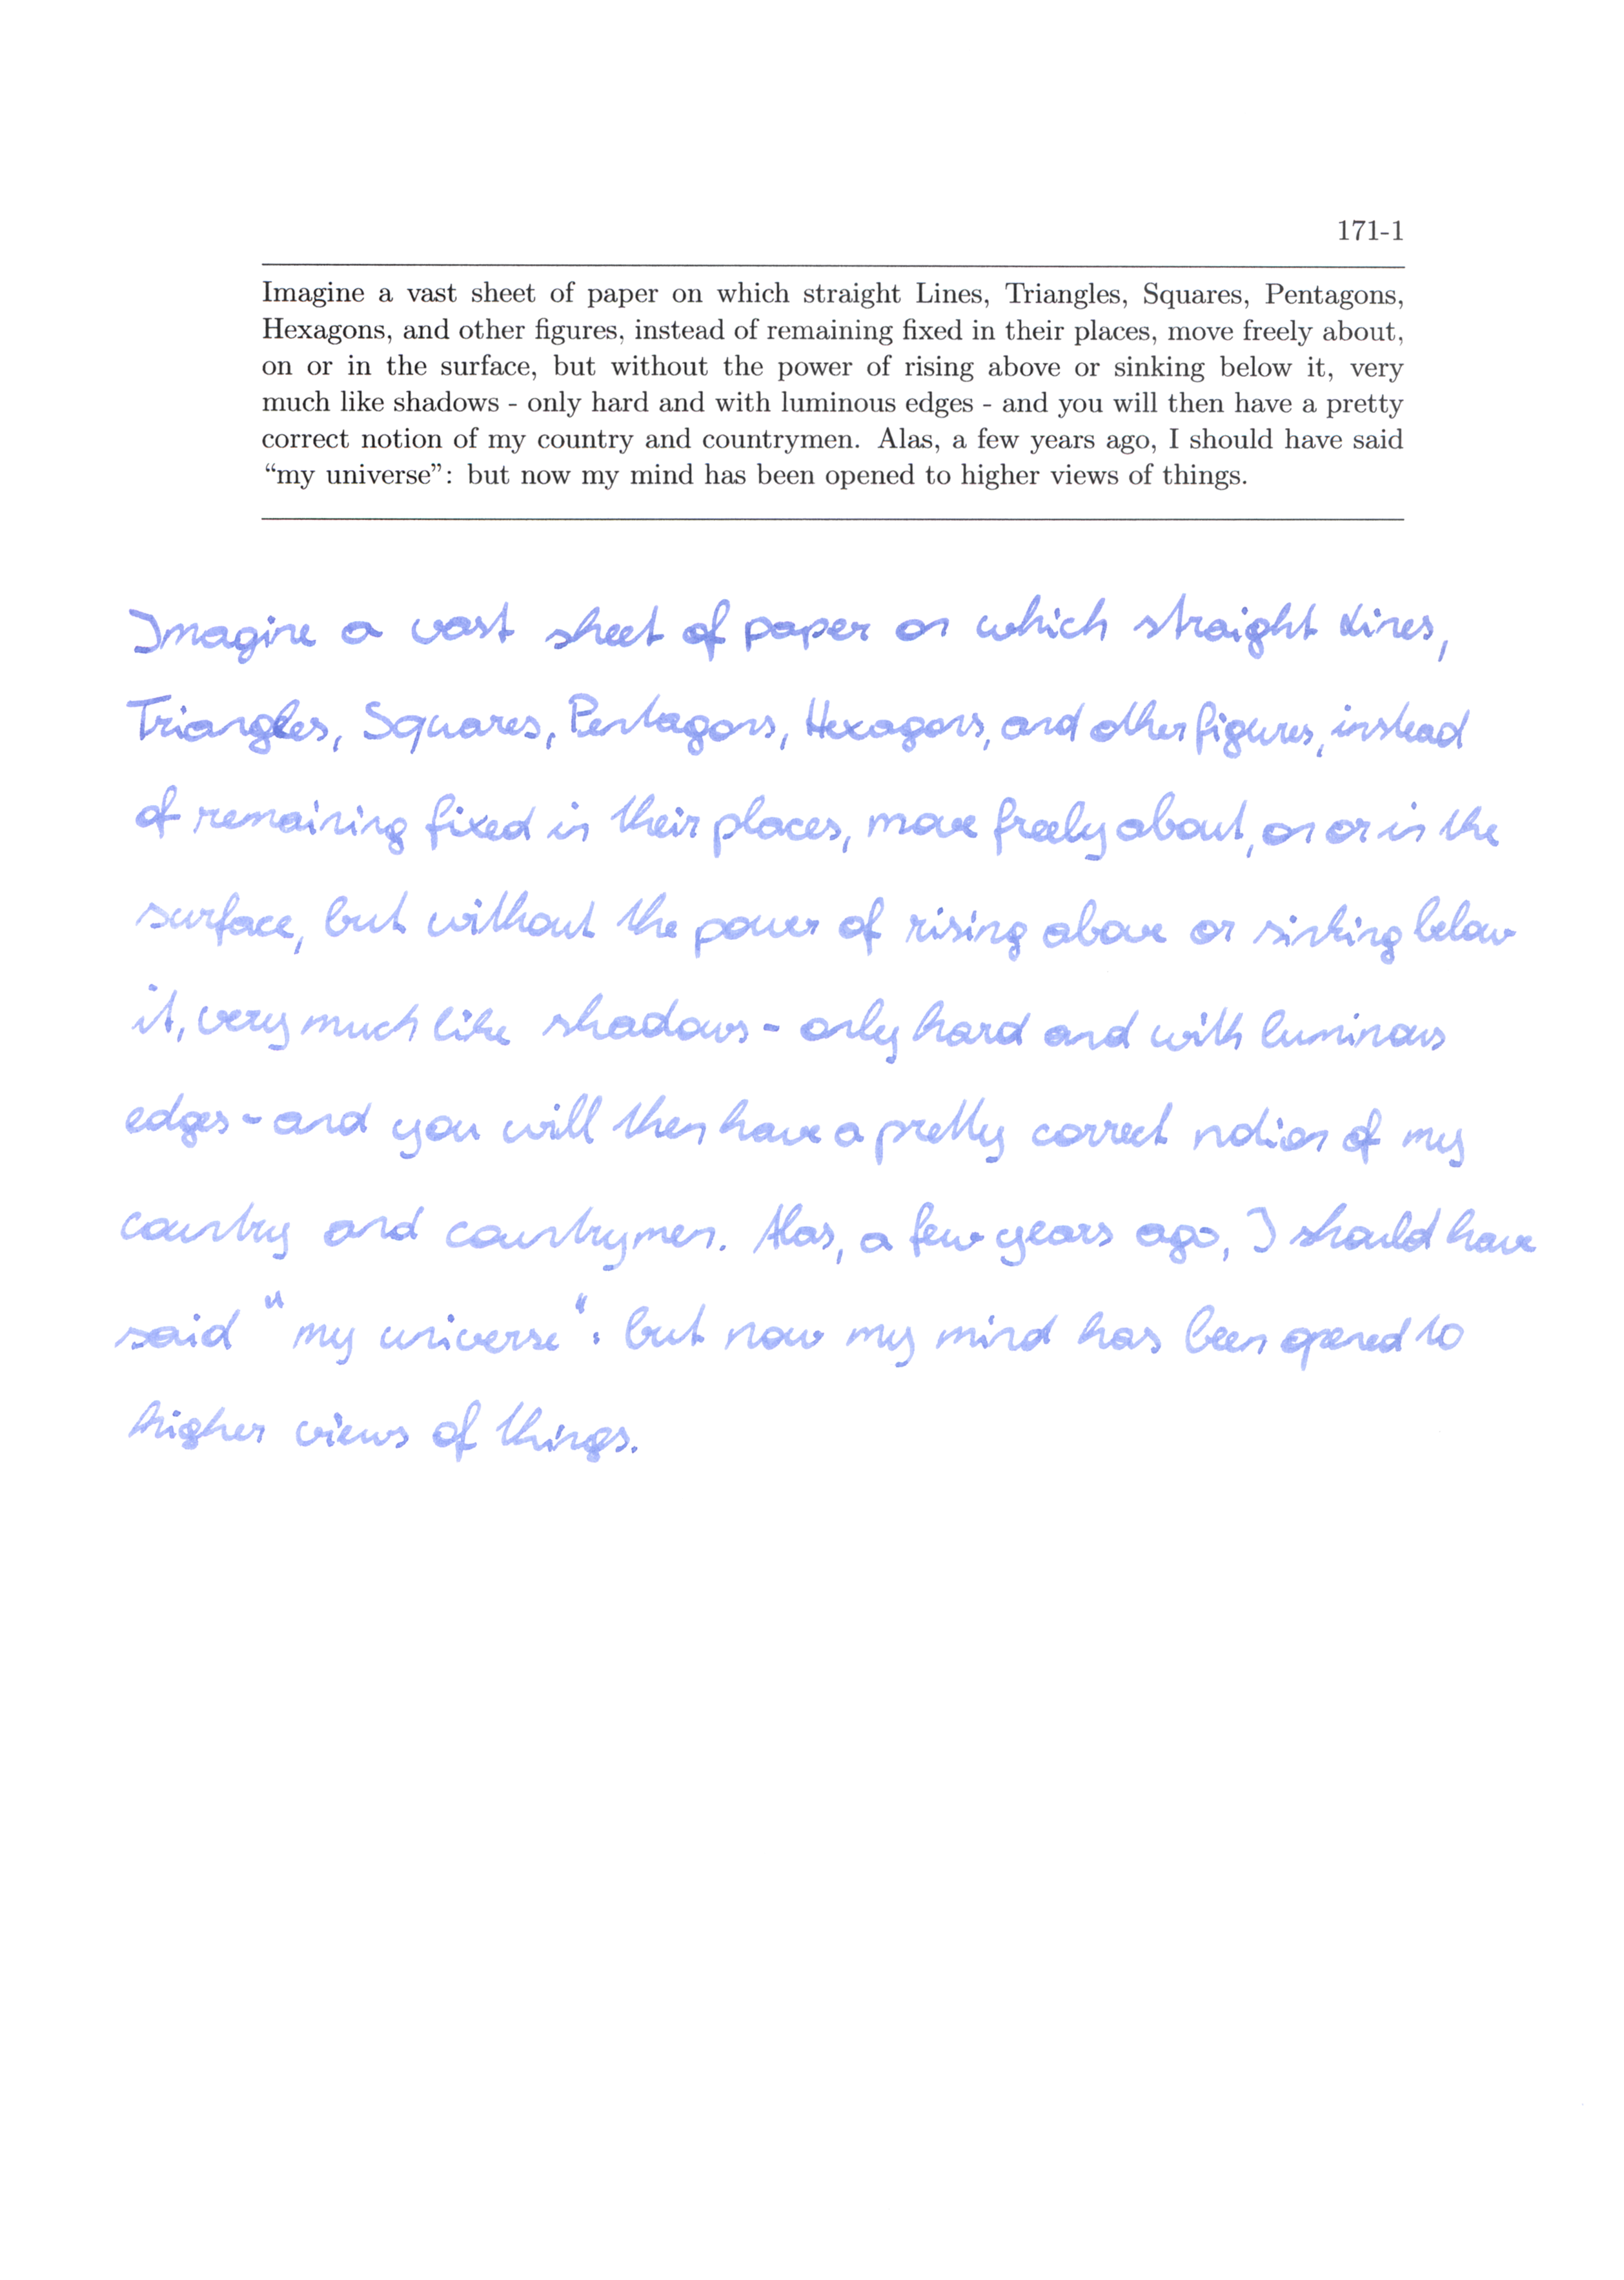 171-1
Imagine a vast sheet of paper on which straight Lines, Triangles, Squares, Pentagons,
Hexagons, and other figures, instead of remaining fixed in their places, move freely about,
on or in the surface, but without the power of rising above or sinking below it, very
much like shadows - only hard and with luminous edges - and you will then have a pretty
correct notion of my country and countrymen. Alas, a few years ago, I should have said
“my universe”: but now my mind has been opened to higher views of things.
Imagine a vast sheet of paper on which straight Lines,
Triangles, Squares, Pentagons, Hexagons, and other figures, instead
of remaining fixed in their places, move freely about, on or in the
surface, but without the power of rising above or sinking below
it, very much like shadows - only hard and with luminous
edges - and you will then have a pretty correct notion of my
country and countrymen. Alas, a few years ago, I should have
said "my universe": but now my mind has been opened to
higher views of things.